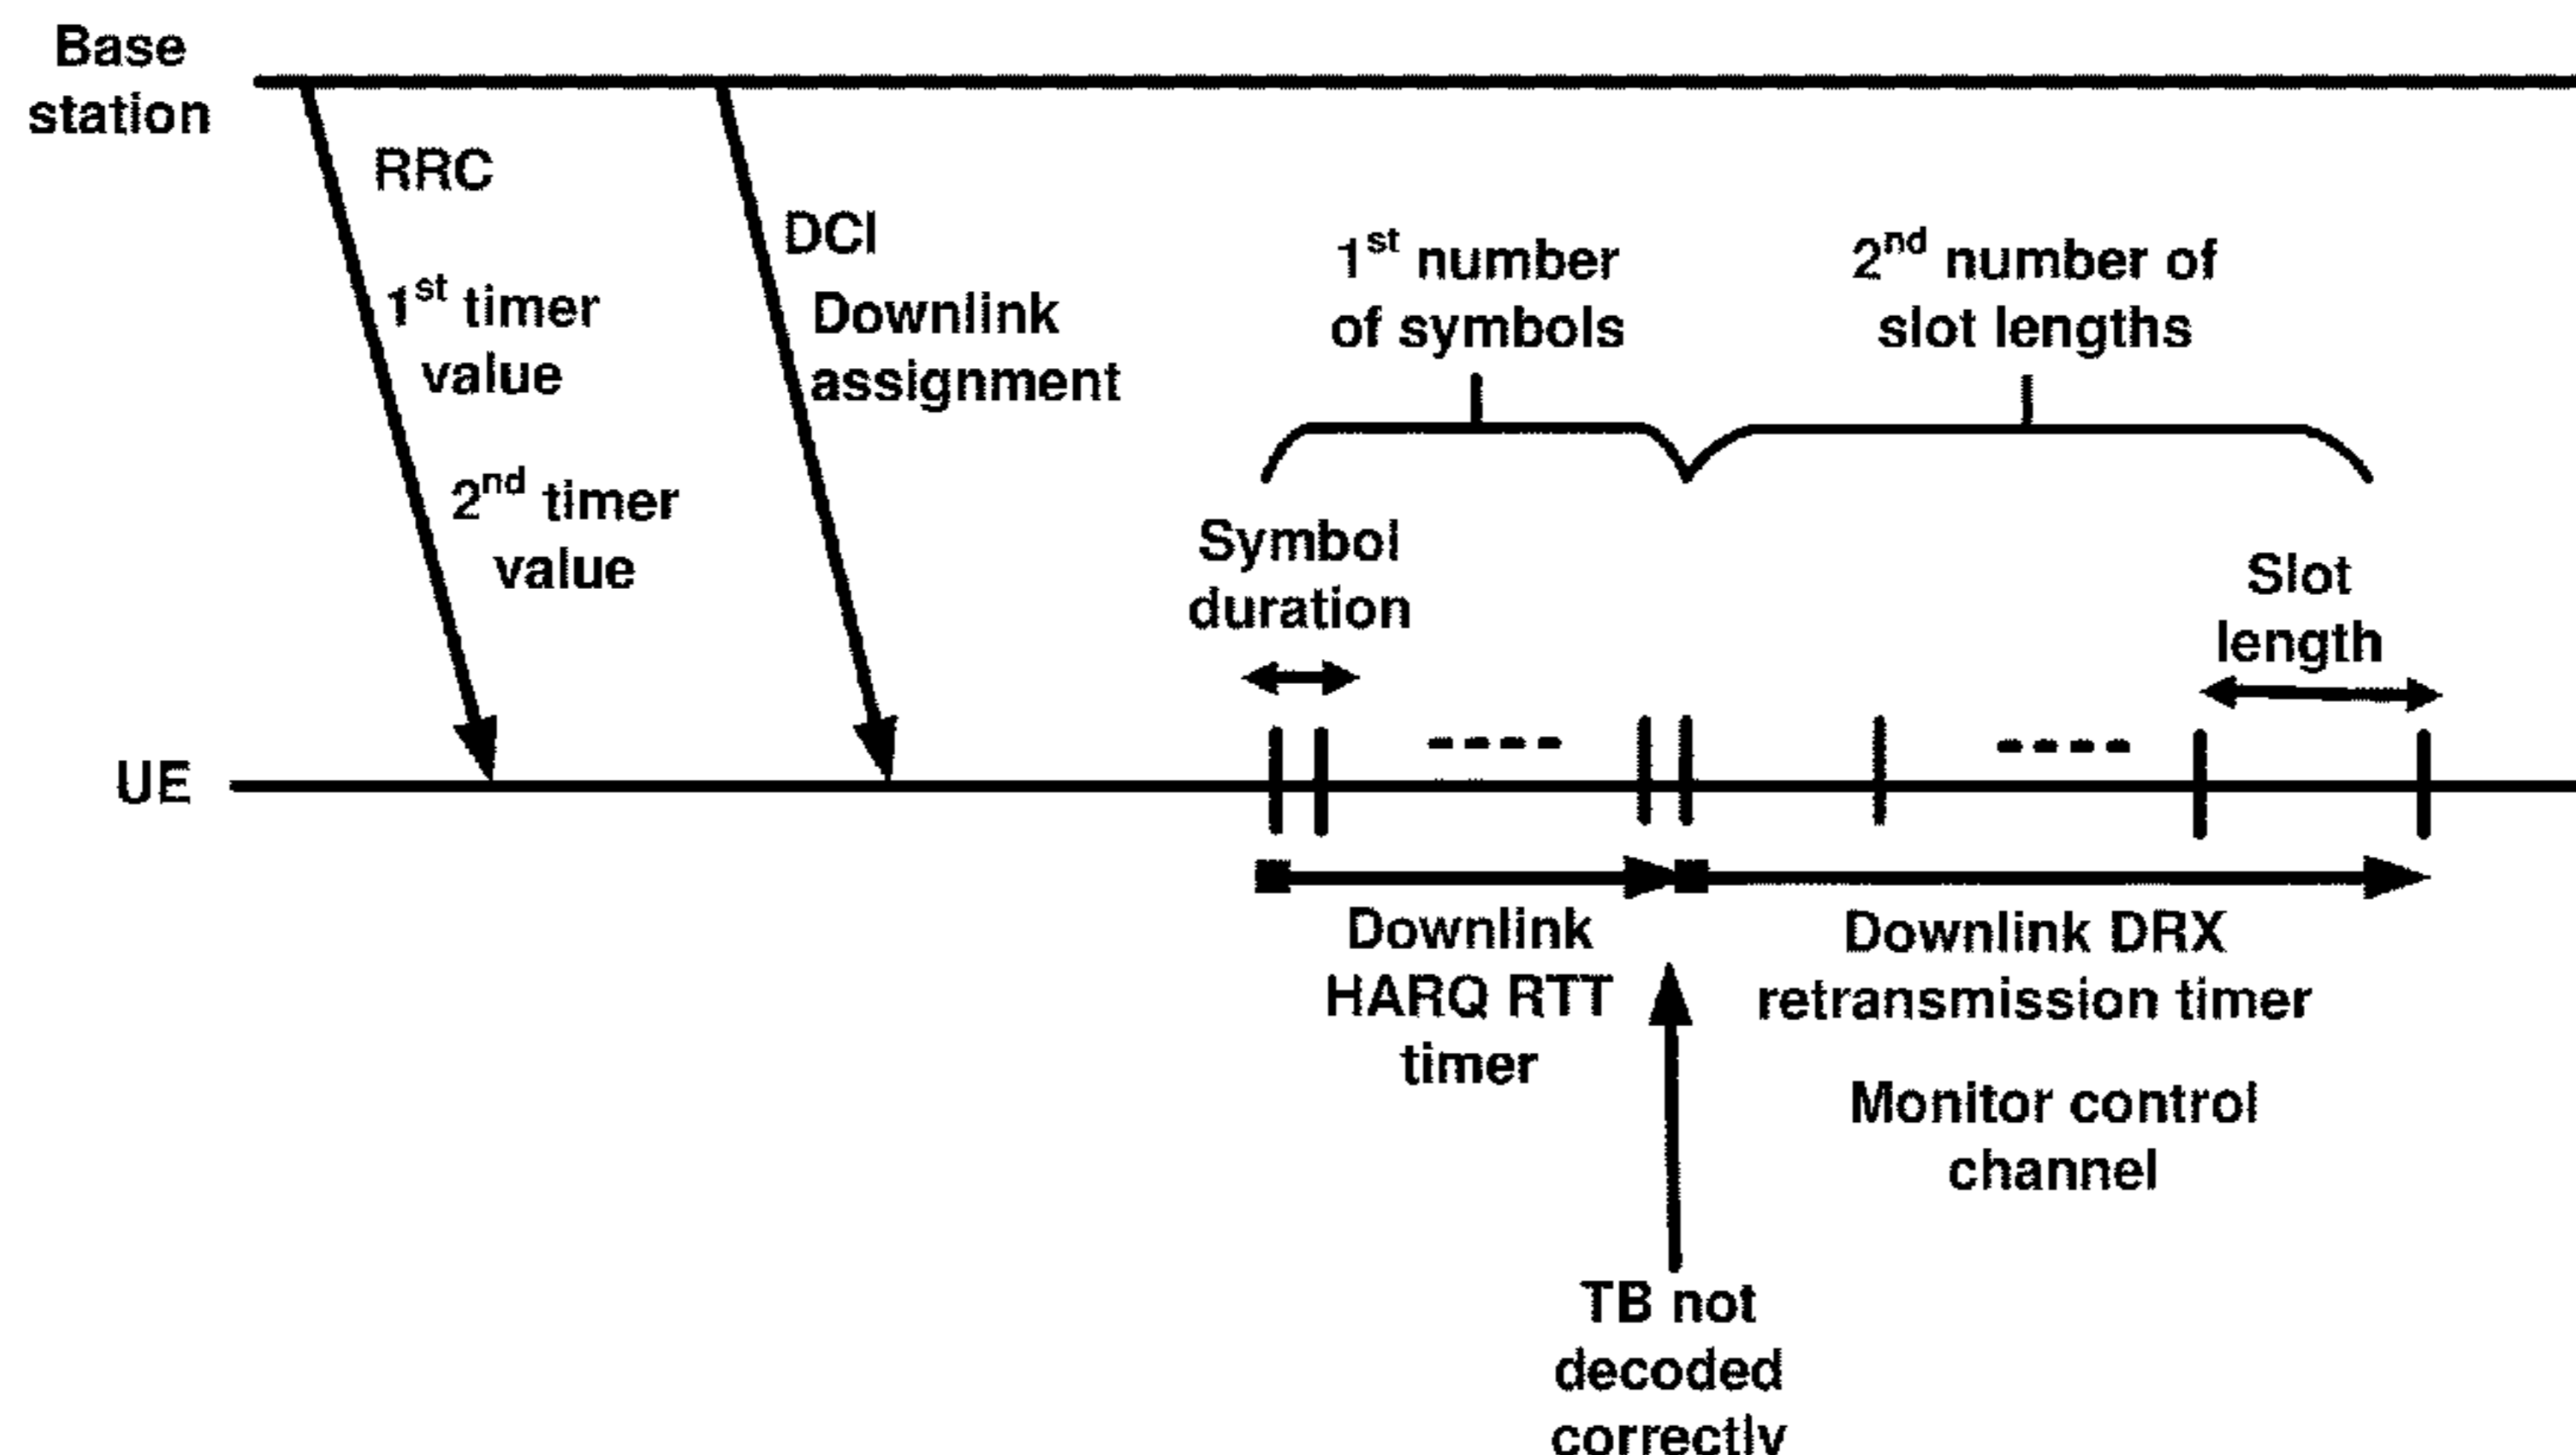 Base
station
RRC
1st timer
value
2nd timer
value
DCI
Downlink
assignment
1st number
of symbols
2nd number of
slot lengths
Symbol
duration
Slot
length
UE
Downlink
HARQ RTT
timer
Downlink DRX
retransmission timer
Monitor control
channel
TB not
decoded
correctly